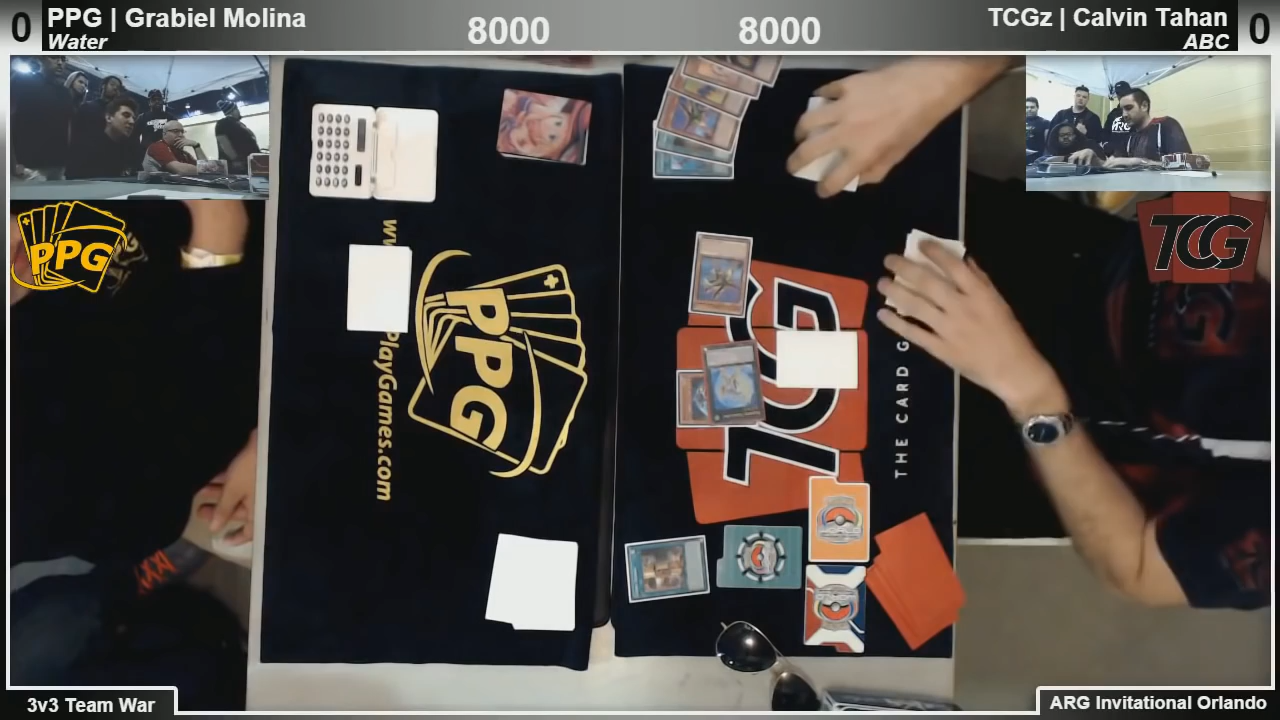 0 PPG | Grabiel Molina 8000 8000 TCGz | Calvin Tahan 0
Water ABC
PPG
TCG
PPG
PlayGames.com
TCG
THE CARD G
3v3 Team War ARG Invitational Orlando